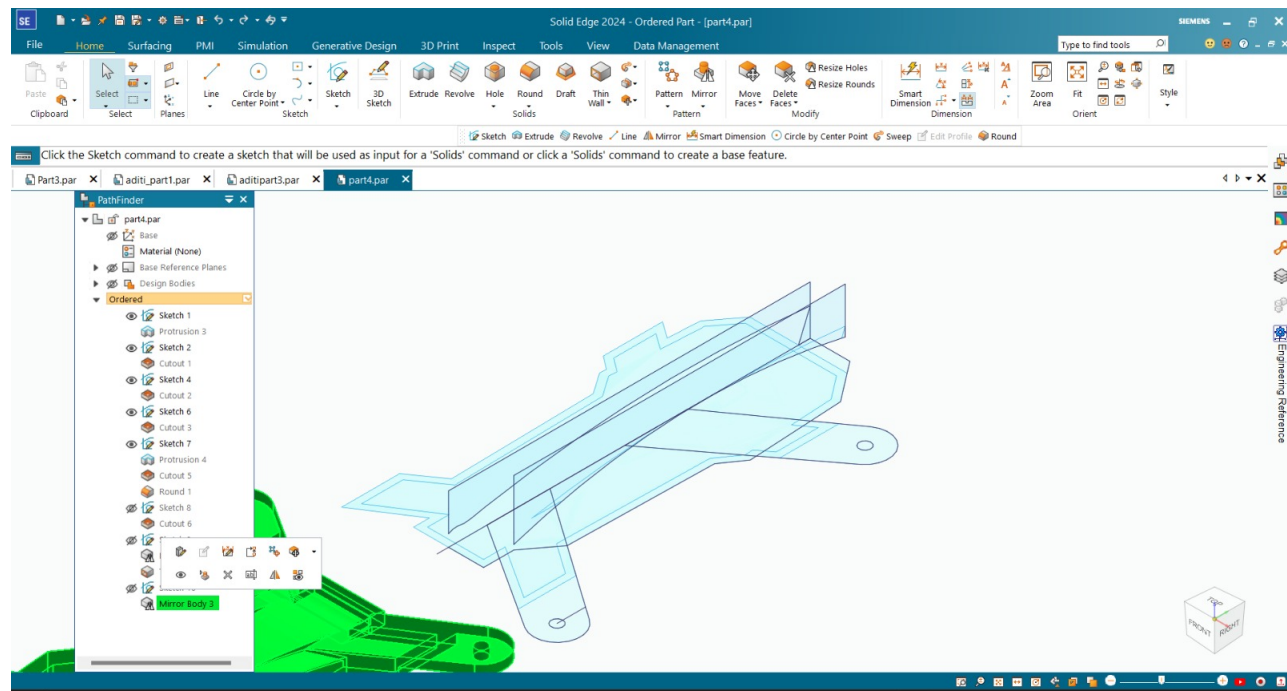 SE Solid Edge 2024 - Ordered Part - [part4.par] SIEMENS
File Home Surfacing PMI Simulation Generative Design 3D Print Inspect Tools View Data Management Type to find tools
Paste Select Line Circle by Center Point Sketch 3D Sketch Extrude Revolve Hole Round Draft Thin Wall Pattern Mirror Move Faces Delete Faces Resize Holes Resize Rounds Smart Dimension Zoom Area Fit Style
Clipboard Select Planes Sketch Solids Pattern Modify Dimension Orient
Sketch Extrude Revolve Line Mirror Smart Dimension Circle by Center Point Sweep Edit Profile Round
Click the Sketch command to create a sketch that will be used as input for a 'Solids' command or click a 'Solids' command to create a base feature.
Part3.par aditi_part1.par aditipart3.par part4.par
PathFinder
part4.par
Base
Material (None)
Base Reference Planes
Design Bodies
Ordered
Sketch 1
Protrusion 3
Sketch 2
Cutout 1
Sketch 4
Cutout 2
Sketch 6
Cutout 3
Sketch 7
Protrusion 4
Cutout 5
Round 1
Sketch 8
Cutout 6
Mirror Body 3
Engineering Reference
TOP
FRONT RIGHT